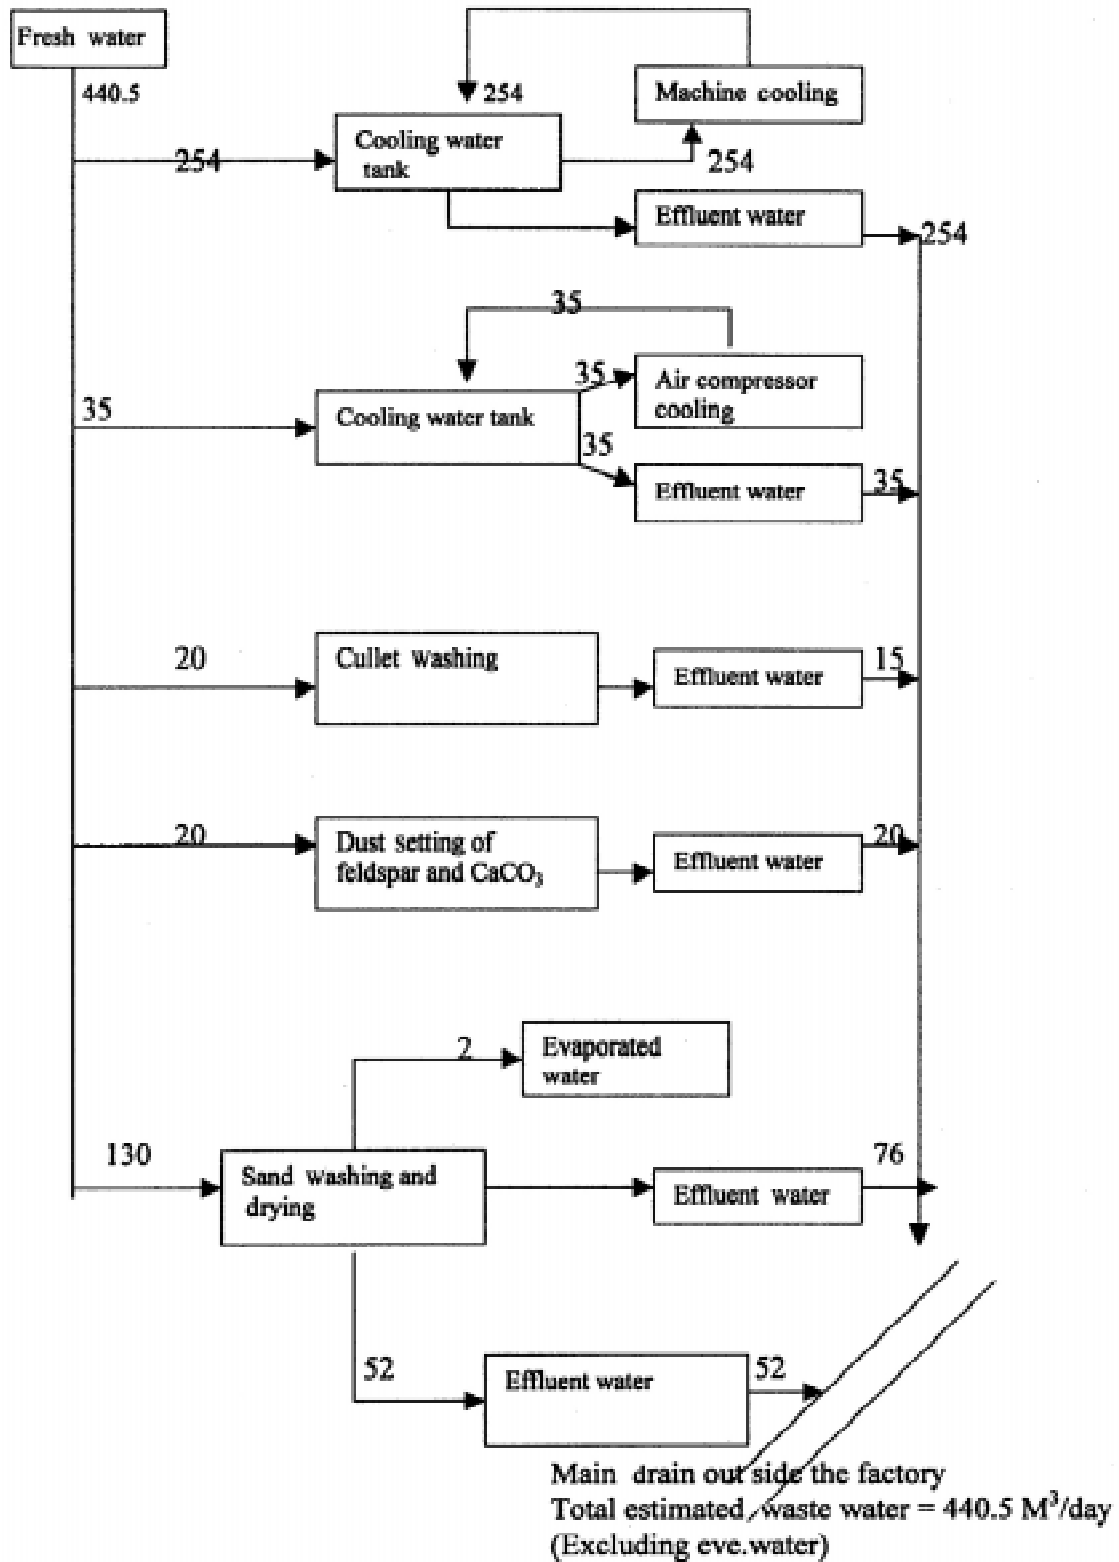 Fresh water
440.5
254
Machine cooling
254
Cooling water
tank
254
Effluent water
254
35
35
Air compressor
cooling
35
Cooling water tank
35
Effluent water
35
20
Cullet washing
Effluent water
15
20
Dust setting of
feldspar and CaCO₃
Effluent water
20
2
Evaporated
water
130
Sand washing and
drying
Effluent water
76
52
Effluent water
52
Main drain out side the factory
Total estimated waste water = 440.5 M³/day
(Excluding eve.water)